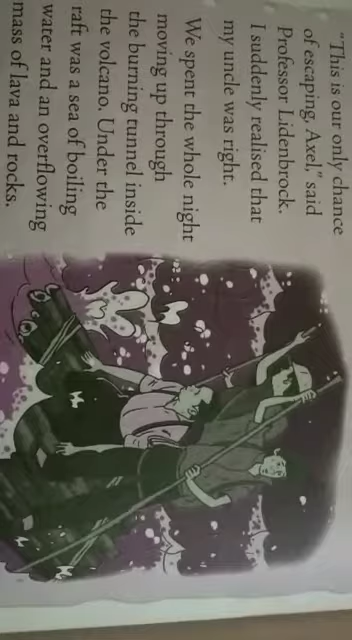 "This is our only chance
of escaping, Axel," said
Professor Lidenbrock.
I suddenly realised that
my uncle was right.
We spent the whole night
moving up through
the burning tunnel inside
the volcano. Under the
raft was a sea of boiling
water and an overflowing
mass of lava and rocks.